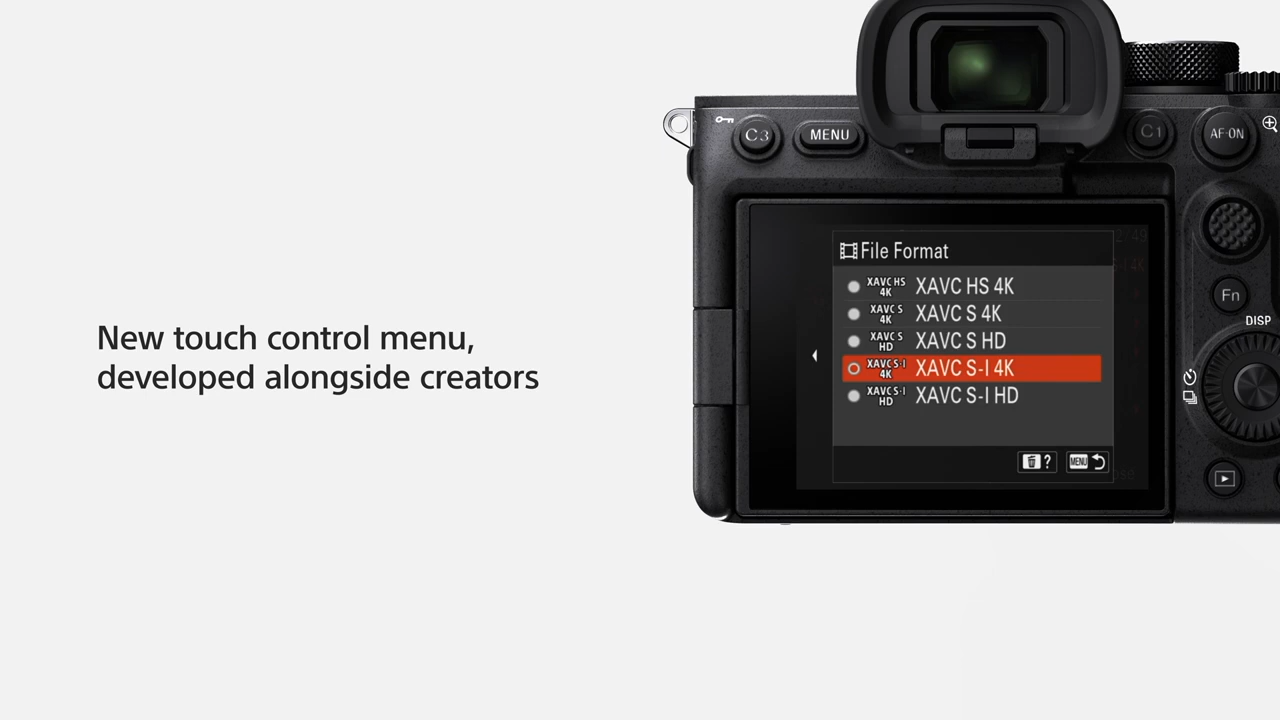 New touch control menu,
developed alongside creators
C3
MENU
C1
AF-ON
File Format
XAVC HS 4K XAVC HS 4K
XAVC S 4K XAVC S 4K
XAVC S HD XAVC S HD
XAVC S-I 4K XAVC S-I 4K
XAVC S-I HD XAVC S-I HD
?
MENU
Fn
DISP